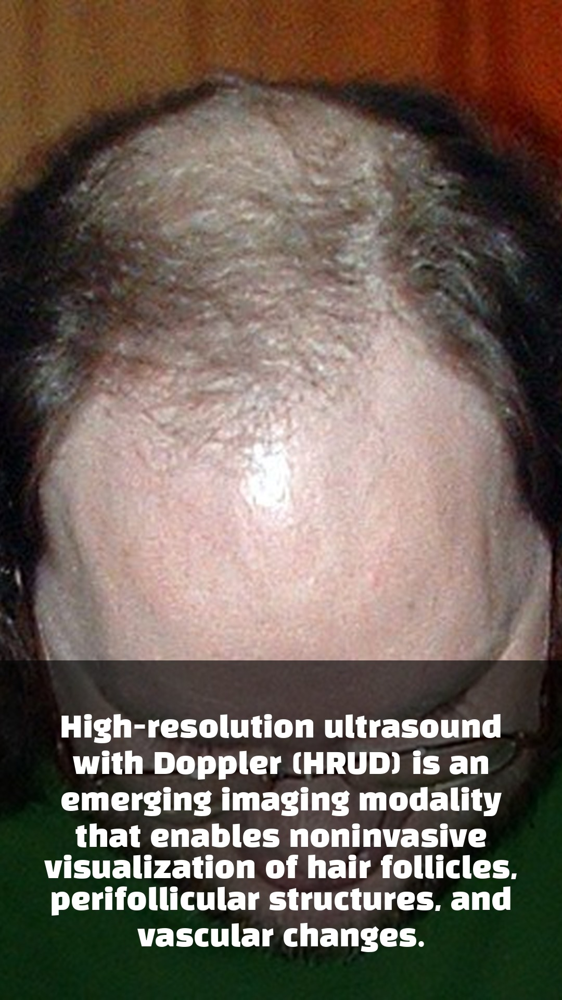 High-resolution ultrasound
with Doppler (HRUD) is an
emerging imaging modality
that enables noninvasive
visualization of hair follicles,
perifollicular structures, and
vascular changes.